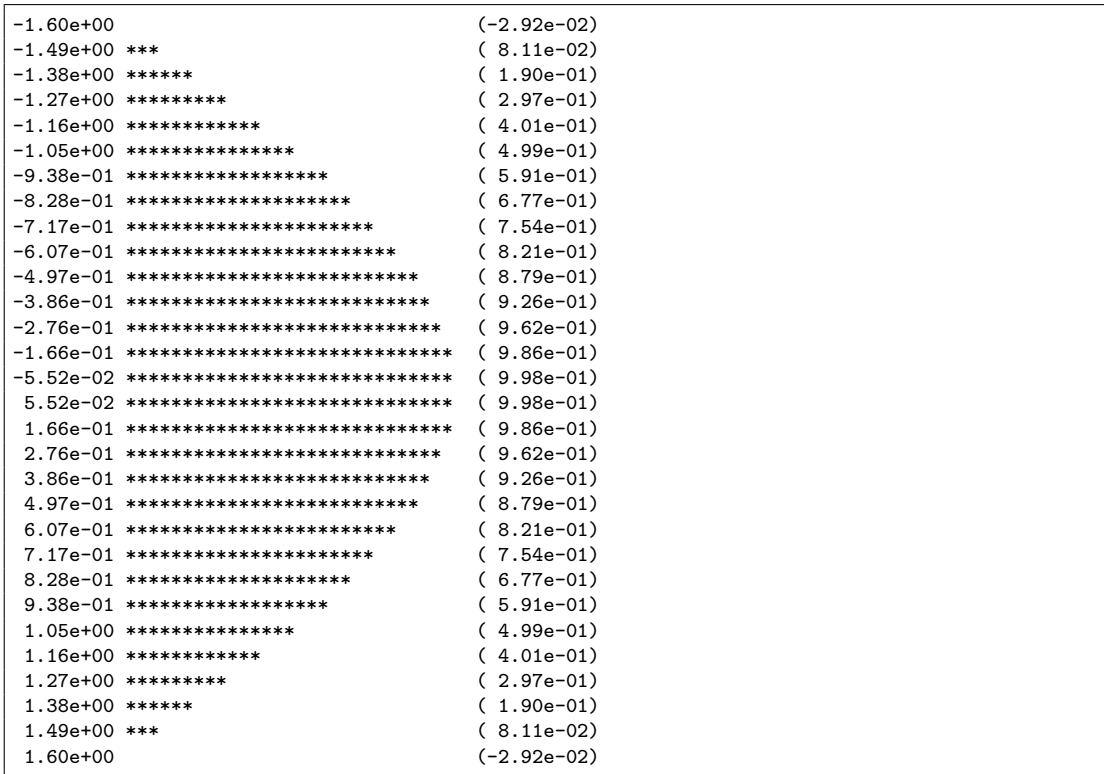 -1.60e+00                                (-2.92e-02)
-1.49e+00 ***                            ( 8.11e-02)
-1.38e+00 ******                         ( 1.90e-01)
-1.27e+00 *********                      ( 2.97e-01)
-1.16e+00 ************                   ( 4.01e-01)
-1.05e+00 ***************                ( 4.99e-01)
-9.38e-01 ******************             ( 5.91e-01)
-8.28e-01 ********************           ( 6.77e-01)
-7.17e-01 **********************         ( 7.54e-01)
-6.07e-01 ************************       ( 8.21e-01)
-4.97e-01 **************************     ( 8.79e-01)
-3.86e-01 ***************************    ( 9.26e-01)
-2.76e-01 ****************************   ( 9.62e-01)
-1.66e-01 *****************************  ( 9.86e-01)
-5.52e-02 *****************************  ( 9.98e-01)
 5.52e-02 *****************************  ( 9.98e-01)
 1.66e-01 *****************************  ( 9.86e-01)
 2.76e-01 ****************************   ( 9.62e-01)
 3.86e-01 ***************************    ( 9.26e-01)
 4.97e-01 **************************     ( 8.79e-01)
 6.07e-01 ************************       ( 8.21e-01)
 7.17e-01 **********************         ( 7.54e-01)
 8.28e-01 ********************           ( 6.77e-01)
 9.38e-01 ******************             ( 5.91e-01)
 1.05e+00 ***************                ( 4.99e-01)
 1.16e+00 ************                   ( 4.01e-01)
 1.27e+00 *********                      ( 2.97e-01)
 1.38e+00 ******                         ( 1.90e-01)
 1.49e+00 ***                            ( 8.11e-02)
 1.60e+00                                (-2.92e-02)